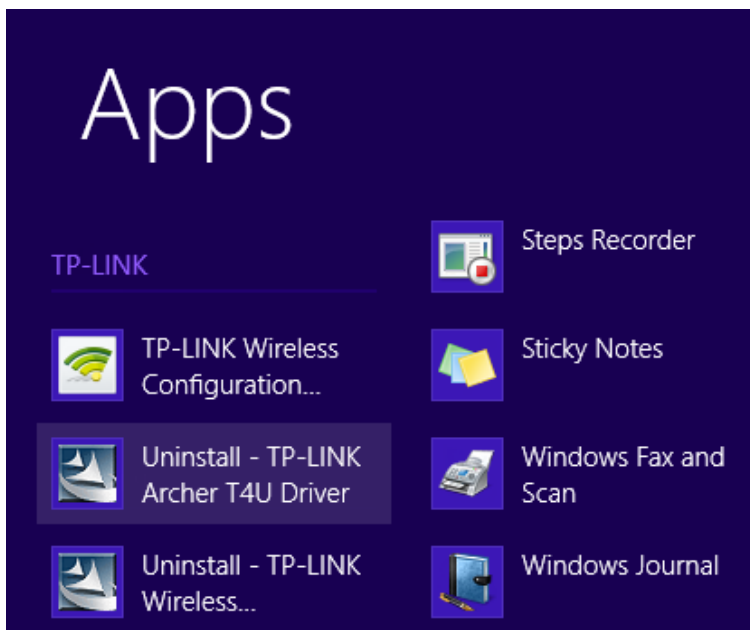 Apps
TP-LINK
TP-LINK Wireless
Configuration...
Uninstall - TP-LINK
Archer T4U Driver
Uninstall - TP-LINK
Wireless...
Steps Recorder
Sticky Notes
Windows Fax and
Scan
Windows Journal